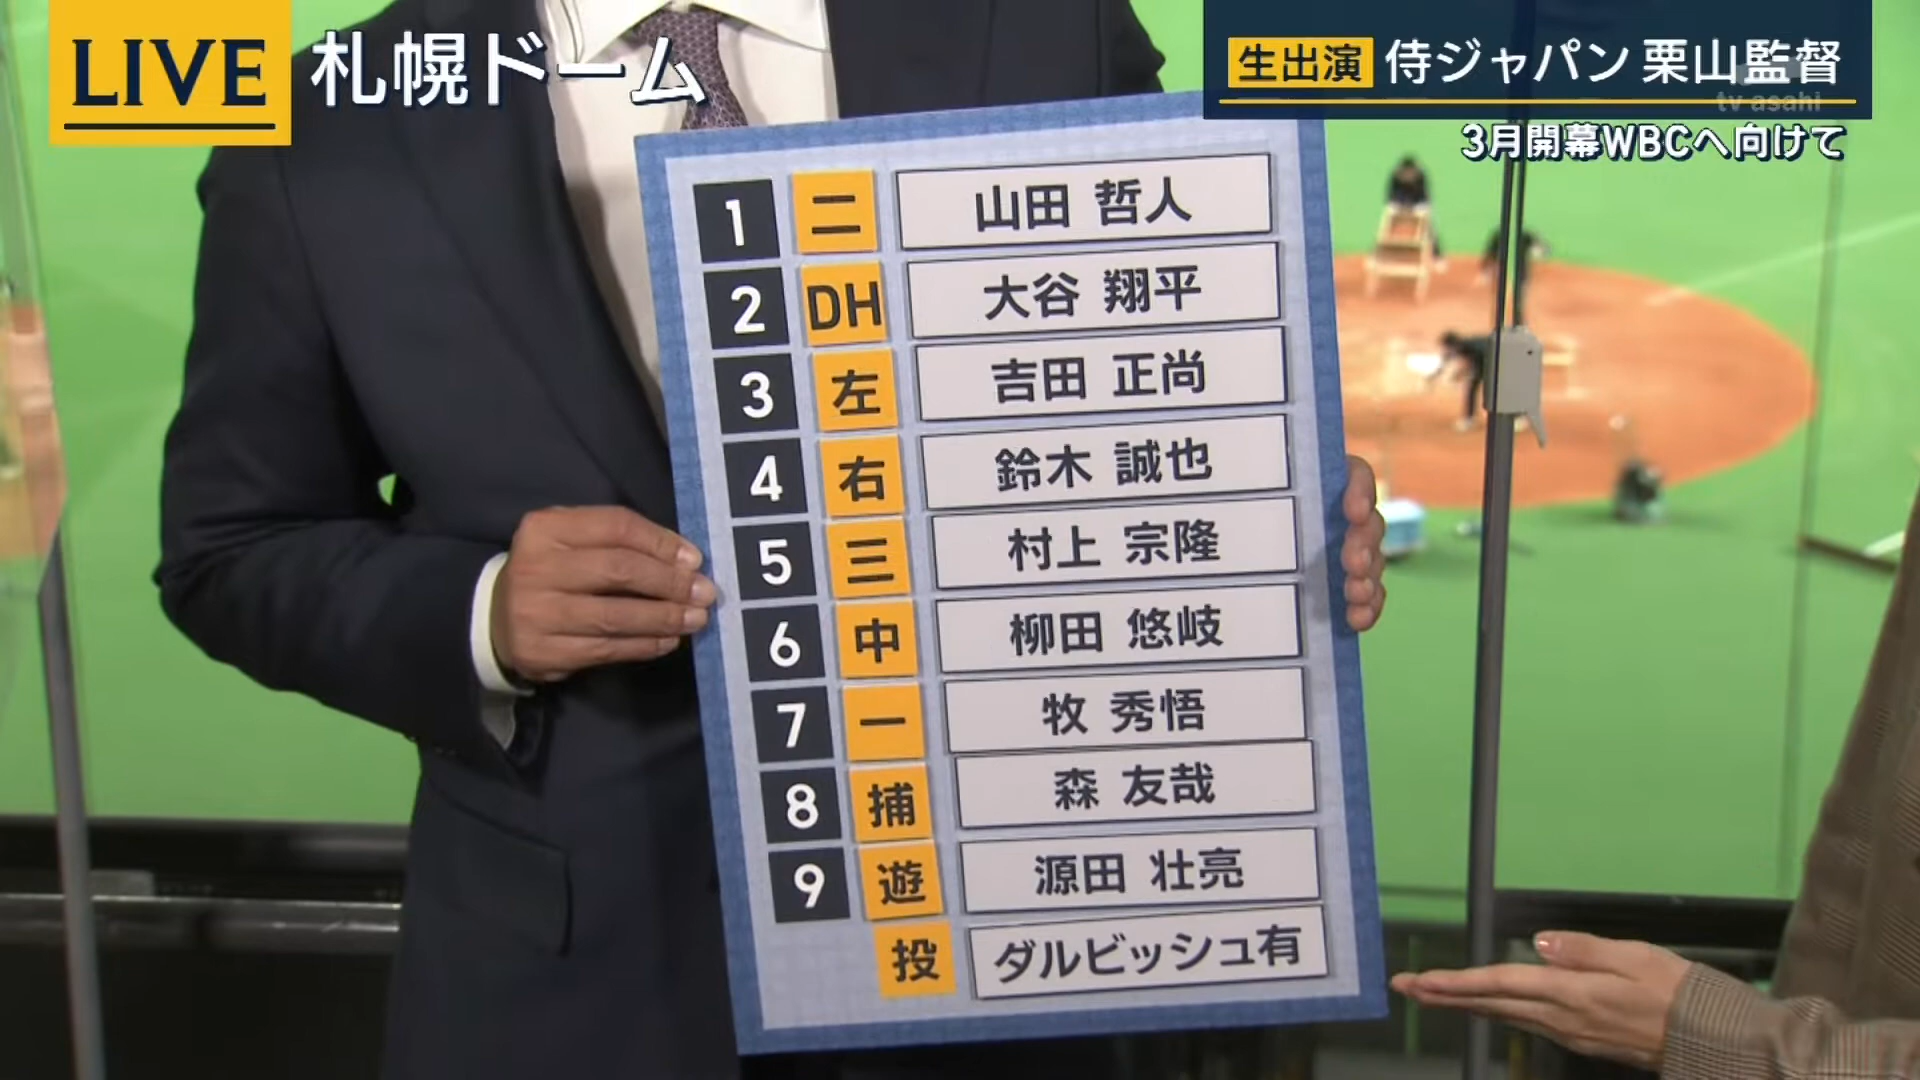 LIVE 札幌ドーム
生出演 侍ジャパン 栗山監督
tv asahi
3月開幕WBCへ向けて
1 二 山田 哲人
2 DH 大谷 翔平
3 左 吉田 正尚
4 右 鈴木 誠也
5 三 村上 宗隆
6 中 柳田 悠岐
7 一 牧 秀悟
8 捕 森 友哉
9 遊 源田 壮亮
投 ダルビッシュ有